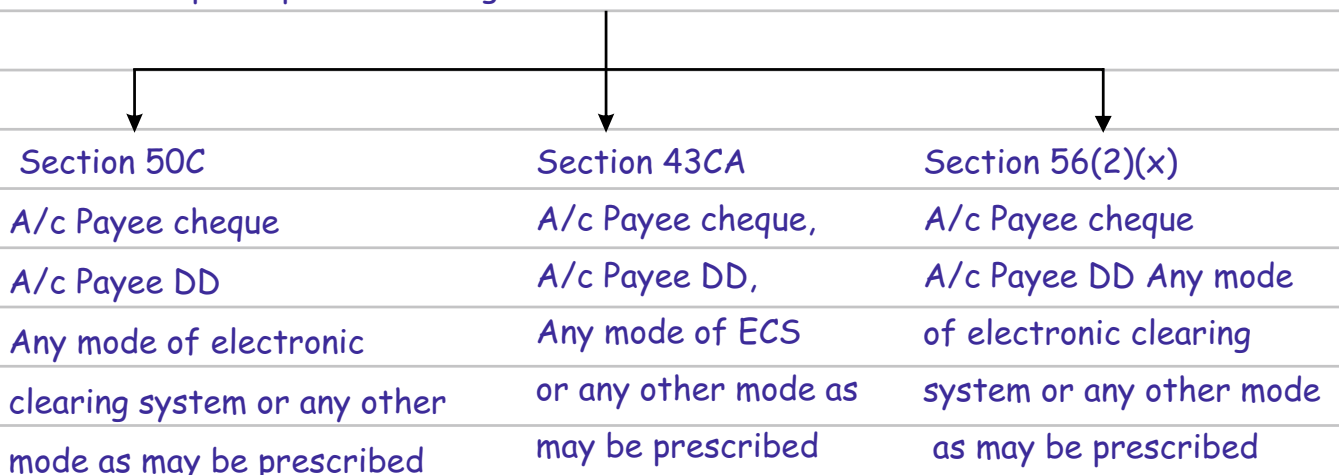 Section 50C
A/c Payee cheque
A/c Payee DD
Any mode of electronic
clearing system or any other
mode as may be prescribed
Section 43CA
A/c Payee cheque,
A/c Payee DD,
Any mode of ECS
or any other mode as
may be prescribed
Section 56(2)(x)
A/c Payee cheque
A/c Payee DD Any mode
of electronic clearing
system or any other mode
as may be prescribed